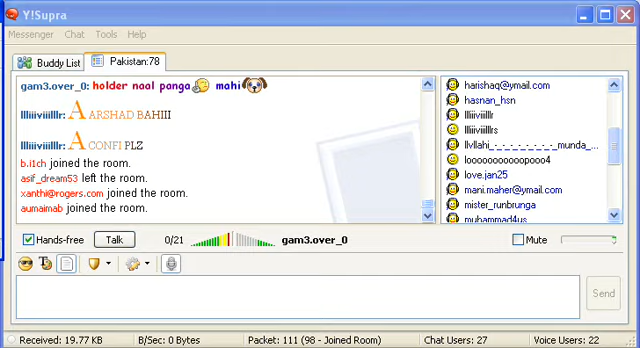 Y!Supra
Messenger Chat Tools Help
Buddy List Pakistan:78
gam3.over_0: holder naal panga mahi
llliiiviiilllr: A ARSHAD BAHIII
llliiiviiilllr: A CONFI PLZ
b.i1ch joined the room.
asif_dream53 left the room.
xanthi@rogers.com joined the room.
aumaimab joined the room.
harishaq@ymail.com
hasnan_hsn
llliiiviiilllr
llliiiviiilllrs
llvllahi_-_-_-_-_-_-_-_-_munda_...
looooooooooopooo4
love.jan25
mani.maher@ymail.com
mister_runbrunga
muhammad4us
Hands-free Talk 0/21 gam3.over_0 Mute
Send
Received: 19.77 KB B/Sec: 0 Bytes Packet: 111 (98 - Joined Room) Chat Users: 27 Voice Users: 22